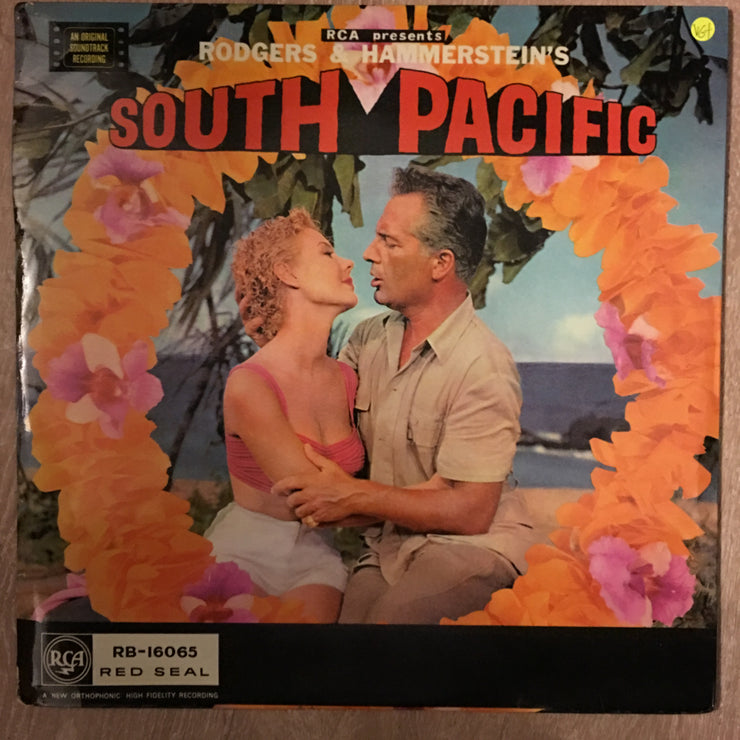 RCA presents
RODGERS & HAMMERSTEIN'S
SOUTH PACIFIC
AN ORIGINAL
SOUNDTRACK
RECORDING
VG+
RCA
RB-16065
RED SEAL
A NEW ORTHOPHONIC HIGH FIDELITY RECORDING